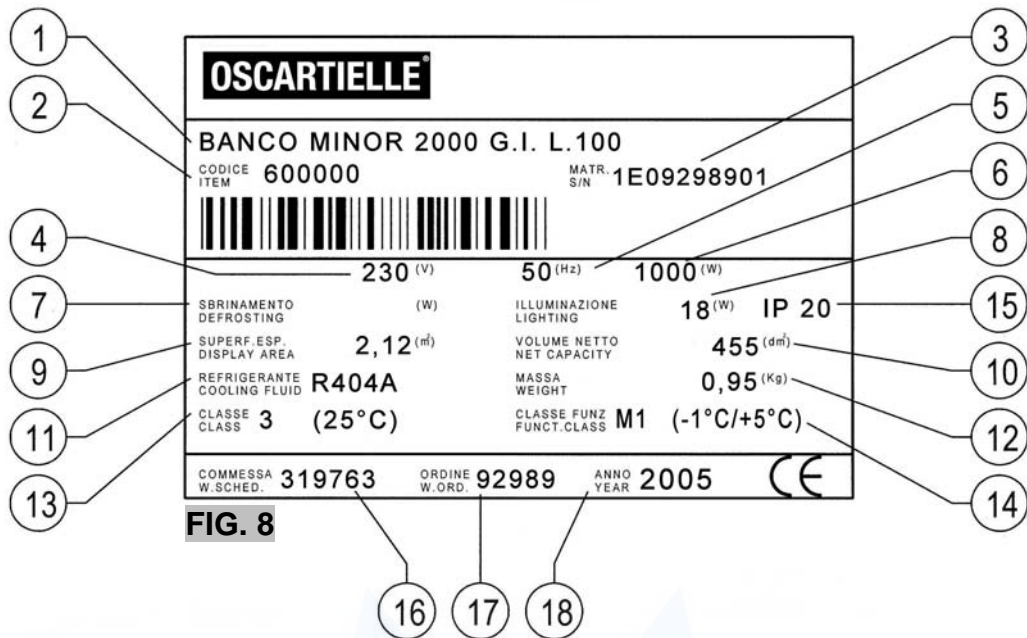 1
3
OSCARTIELLE®
2
5
BANCO MINOR 2000 G.I. L.100
CODICE ITEM 600000 MATR. S/N 1E09298901
6
4
8
230 (V) 50 (Hz) 1000 (W)
7
SBRINAMENTO DEFROSTING (W) ILLUMINAZIONE LIGHTING 18 (W) IP 20
15
SUPERF.ESP. DISPLAY AREA 2,12 (m²) VOLUME NETTO NET CAPACITY 455 (dm³)
9
10
REFRIGERANTE COOLING FLUID R404A MASSA WEIGHT 0,95 (Kg)
11
12
CLASSE CLASS 3 (25°C) CLASSE FUNZ FUNCT.CLASS M1 (-1°C/+5°C)
13
14
COMMESSA W.SCHED. 319763 ORDINE W.ORD. 92989 ANNO YEAR 2005 CE
FIG. 8
16 17 18